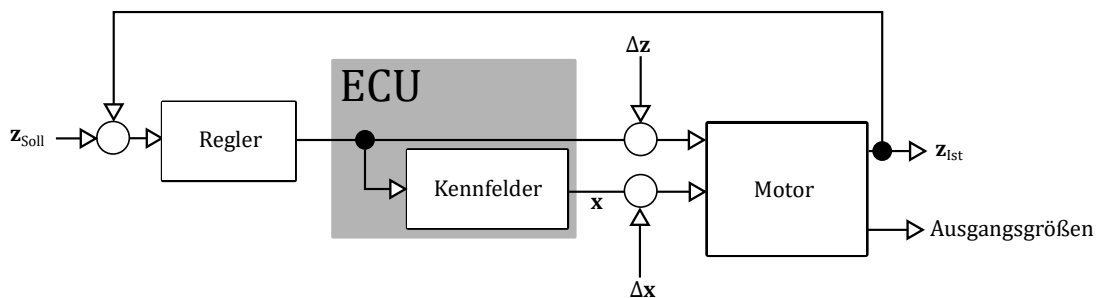 Δz
ECU
z_Soll
Regler
z_Ist
Kennfelder
x
Motor
Ausgangsgrößen
Δx